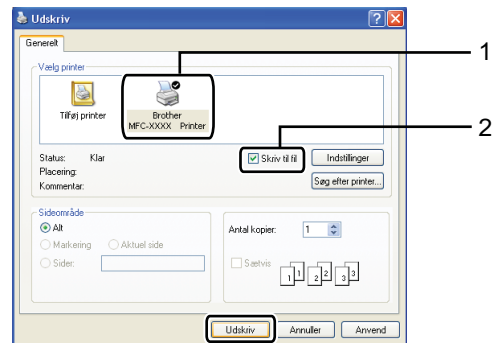 Udskriv
Generelt
Vælg printer
Tilføj printer
Brother
MFC-XXXX Printer
1
2
Status: Klar
Placering:
Kommentar:
Skriv til fil
Indstillinger
Søg efter printer...
Sideområde
Alt
Markering Aktuel side
Sider:
Antal kopier: 1
Sætvis
1 1 2 2 3 3
Udskriv Annuller Anvend